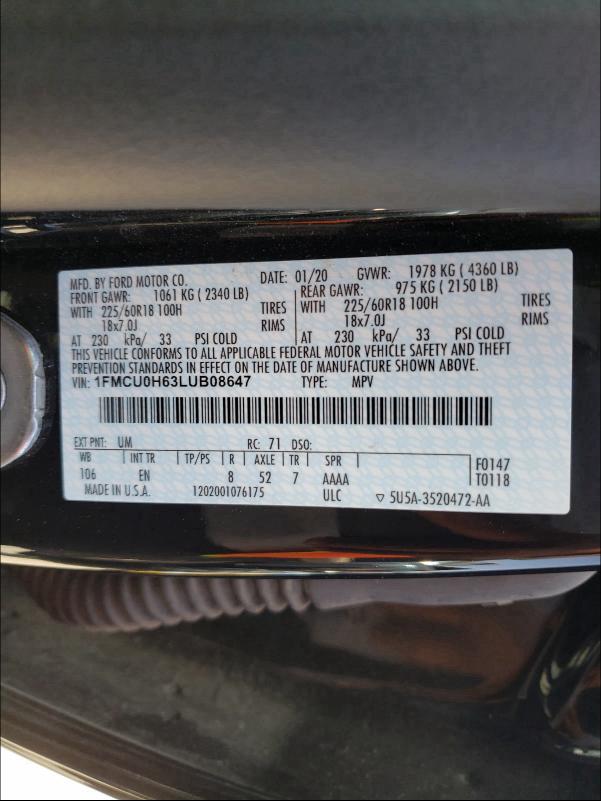 MFD. BY FORD MOTOR CO. DATE: 01/20 GVWR: 1978 KG ( 4360 LB)
FRONT GAWR: 1061 KG ( 2340 LB) REAR GAWR: 975 KG ( 2150 LB)
WITH 225/60R18 100H TIRES WITH 225/60R18 100H TIRES
18x7.0J RIMS 18x7.0J RIMS
AT 230 kPa/ 33 PSI COLD AT 230 kPa/ 33 PSI COLD
THIS VEHICLE CONFORMS TO ALL APPLICABLE FEDERAL MOTOR VEHICLE SAFETY AND THEFT
PREVENTION STANDARDS IN EFFECT ON THE DATE OF MANUFACTURE SHOWN ABOVE.
VIN: 1FMCU0H63LUB08647 TYPE: MPV
EXT PNT: UM RC: 71 DSO:
WB INT TR TP/PS R AXLE TR SPR F0147
106 EN 8 52 7 AAAA T0118
MADE IN U.S.A. 1202001076175 ULC ▽ 5U5A-3520472-AA